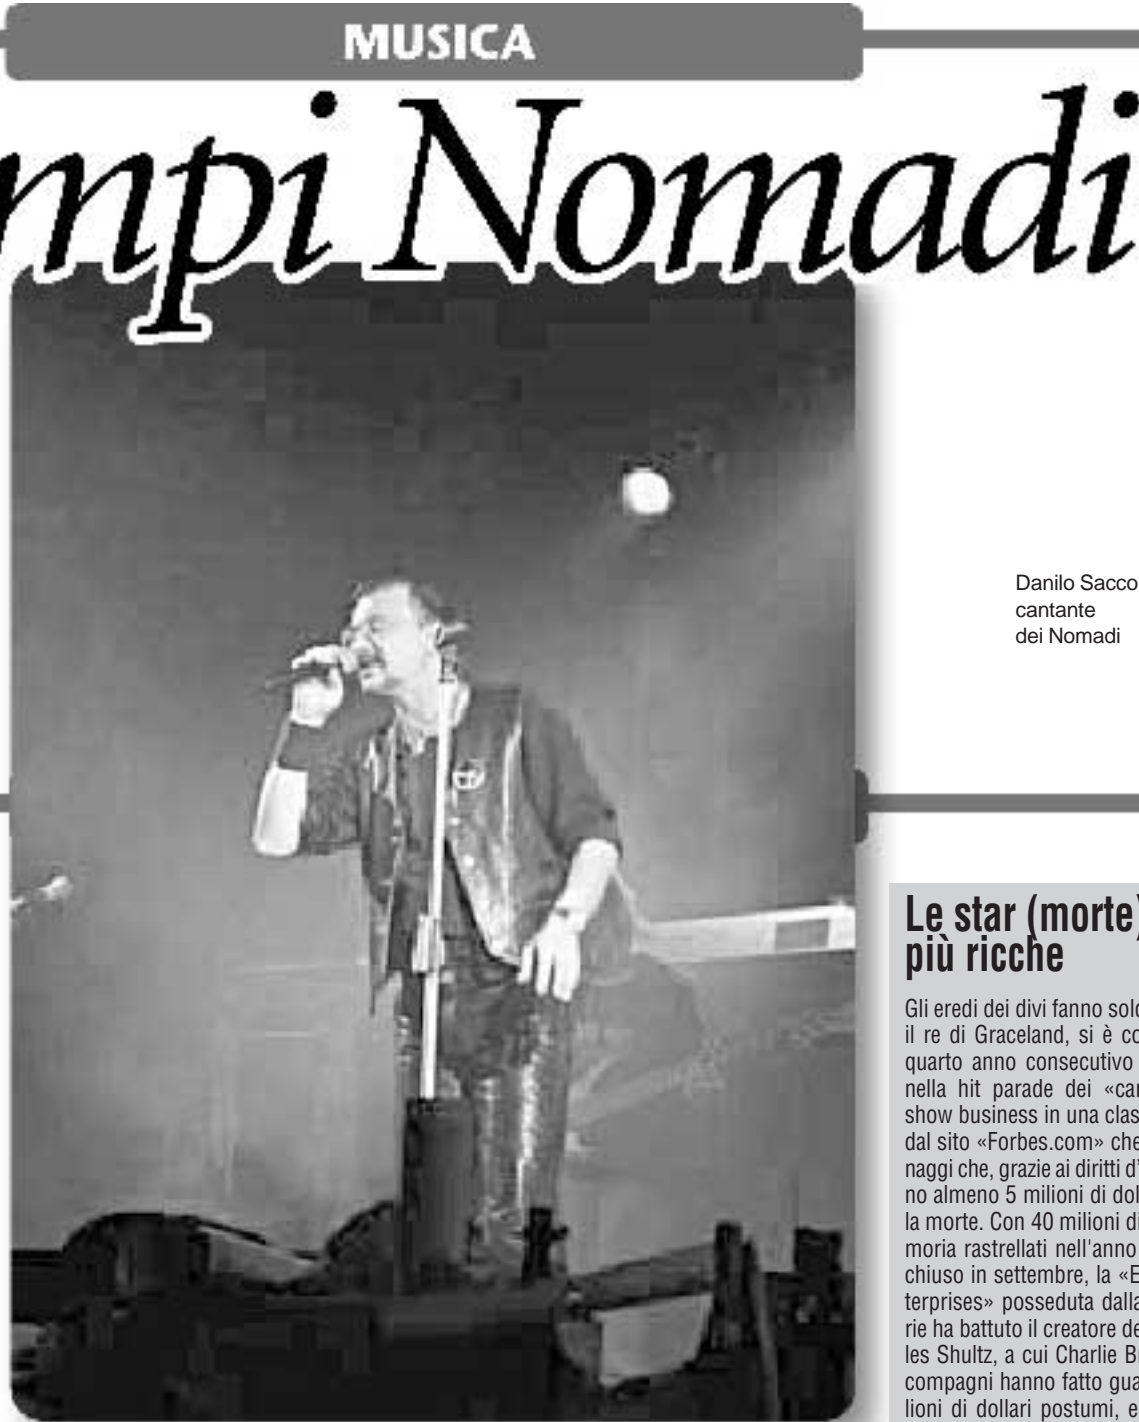 MUSICA
mpi Nomadi
Danilo Sacco
cantante
dei Nomadi
Le star (morte)
più ricche
Gli eredi dei divi fanno sold
il re di Graceland, si è co
quarto anno consecutivo
nella hit parade dei «car
show business in una clas
dal sito «Forbes.com» che
naggi che, grazie ai diritti d'
no almeno 5 milioni di dol
la morte. Con 40 milioni di
moria rastrellati nell'anno
chiuso in settembre, la «E
terprises» posseduta dalla
rie ha battuto il creatore de
les Shultz, a cui Charlie Br
compagni hanno fatto gua
lioni di dollari postumi, e